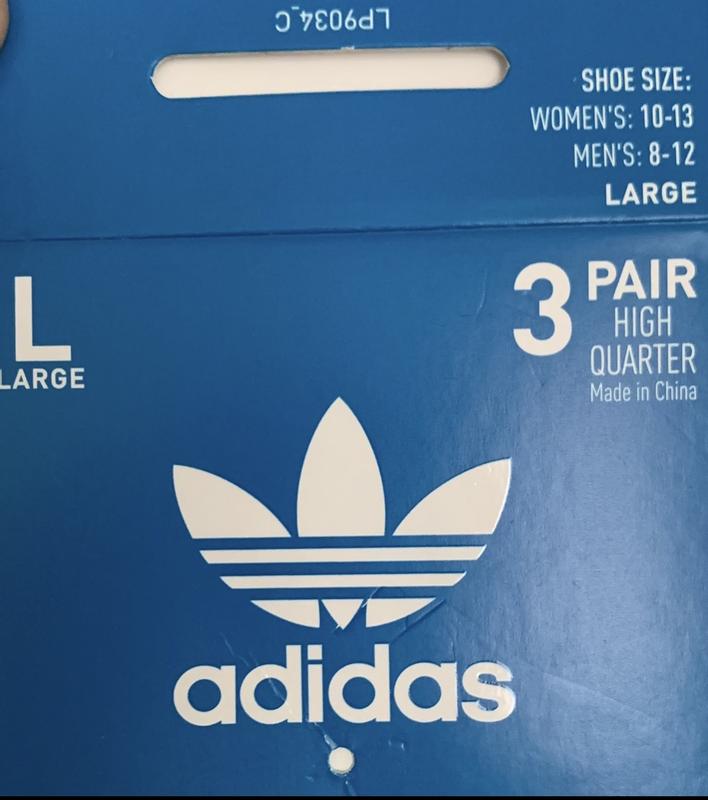 LP9034_C
SHOE SIZE:
WOMEN'S: 10-13
MEN'S: 8-12
LARGE
L
LARGE
3 PAIR
HIGH
QUARTER
Made in China
adidas